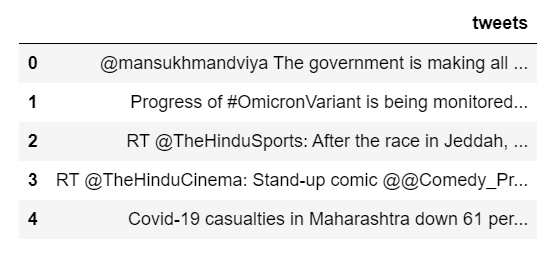 tweets
0 @mansukhmandviya The government is making all ...
1 Progress of #OmicronVariant is being monitored...
2 RT @TheHinduSports: After the race in Jeddah, ...
3 RT @TheHinduCinema: Stand-up comic @@Comedy_Pr...
4 Covid-19 casualties in Maharashtra down 61 per...